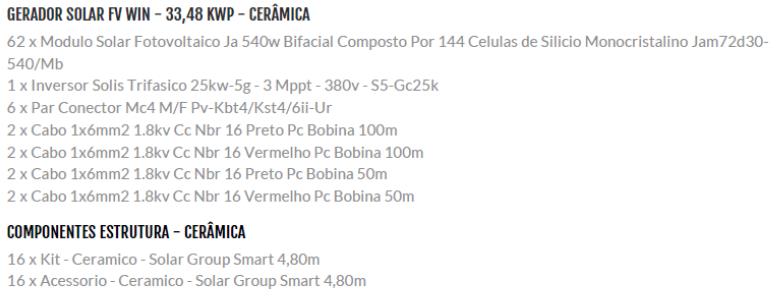 GERADOR SOLAR FV WIN - 33,48 KWP - CERÂMICA
62 x Modulo Solar Fotovoltaico Ja 540w Bifacial Composto Por 144 Celulas de Silicio Monocristalino Jam72d30-
540/Mb
1 x Inversor Solis Trifasico 25kw-5g - 3 Mppt - 380v - S5-Gc25k
6 x Par Conector Mc4 M/F Pv-Kbt4/Kst4/6ii-Ur
2 x Cabo 1x6mm2 1.8kv Cc Nbr 16 Preto Pc Bobina 100m
2 x Cabo 1x6mm2 1.8kv Cc Nbr 16 Vermelho Pc Bobina 100m
2 x Cabo 1x6mm2 1.8kv Cc Nbr 16 Preto Pc Bobina 50m
2 x Cabo 1x6mm2 1.8kv Cc Nbr 16 Vermelho Pc Bobina 50m
COMPONENTES ESTRUTURA - CERÂMICA
16 x Kit - Ceramico - Solar Group Smart 4,80m
16 x Acessorio - Ceramico - Solar Group Smart 4,80m